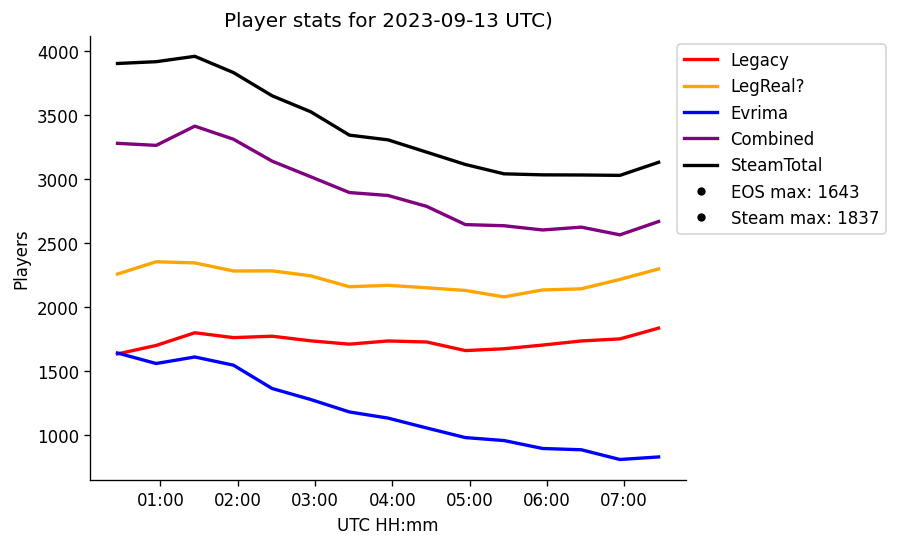 Player stats for 2023-09-13 UTC)
4000
3500
3000
2500
2000
1500
1000
Players
01:00 02:00 03:00 04:00 05:00 06:00 07:00
UTC HH:mm
Legacy
LegReal?
Evrima
Combined
SteamTotal
EOS max: 1643
Steam max: 1837